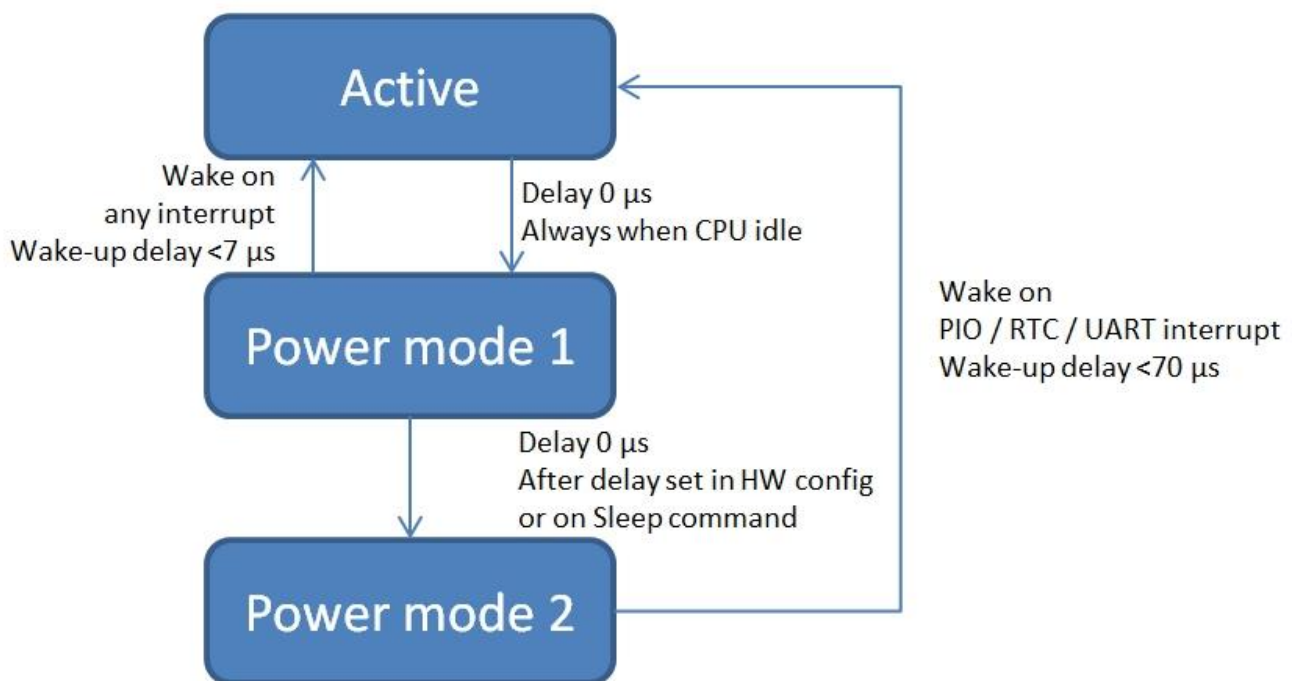 Active
Wake on
any interrupt
Wake-up delay <7 µs
Delay 0 µs
Always when CPU idle
Power mode 1
Wake on
PIO / RTC / UART interrupt
Wake-up delay <70 µs
Delay 0 µs
After delay set in HW config
or on Sleep command
Power mode 2